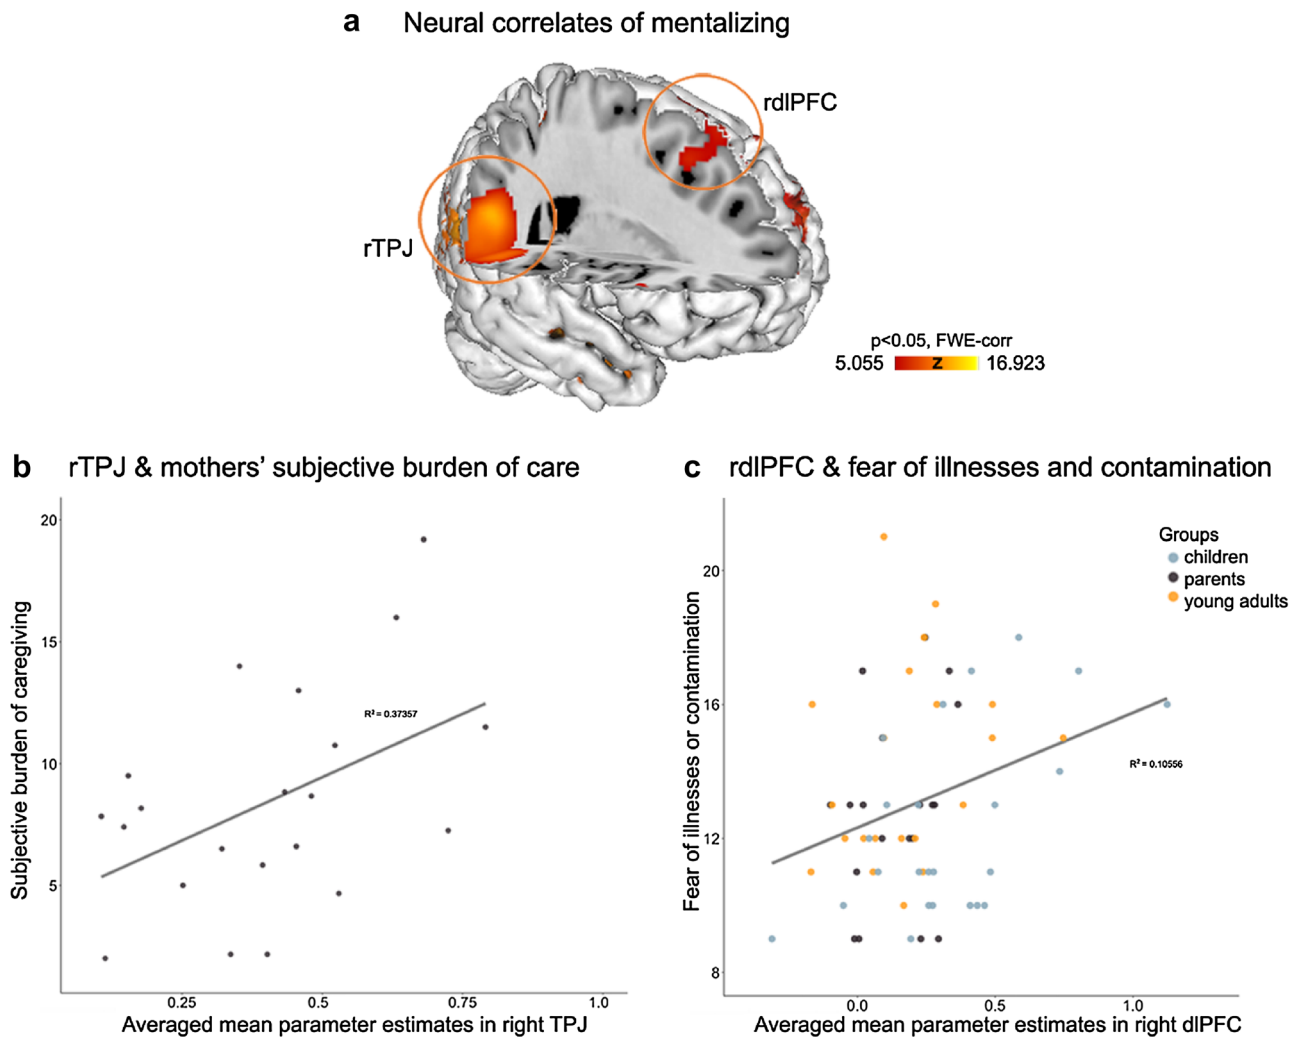 a Neural correlates of mentalizing
rdlPFC
rTPJ
p<0.05, FWE-corr
5.055 z 16.923
b rTPJ & mothers' subjective burden of care
Subjective burden of caregiving
20
15
10
5
R² = 0.37357
0.25 0.5 0.75 1.0
Averaged mean parameter estimates in right TPJ
c rdlPFC & fear of illnesses and contamination
Groups
children
parents
young adults
Fear of illnesses or contamination
20
16
12
8
R² = 0.10556
0.0 0.5 1.0
Averaged mean parameter estimates in right dlPFC